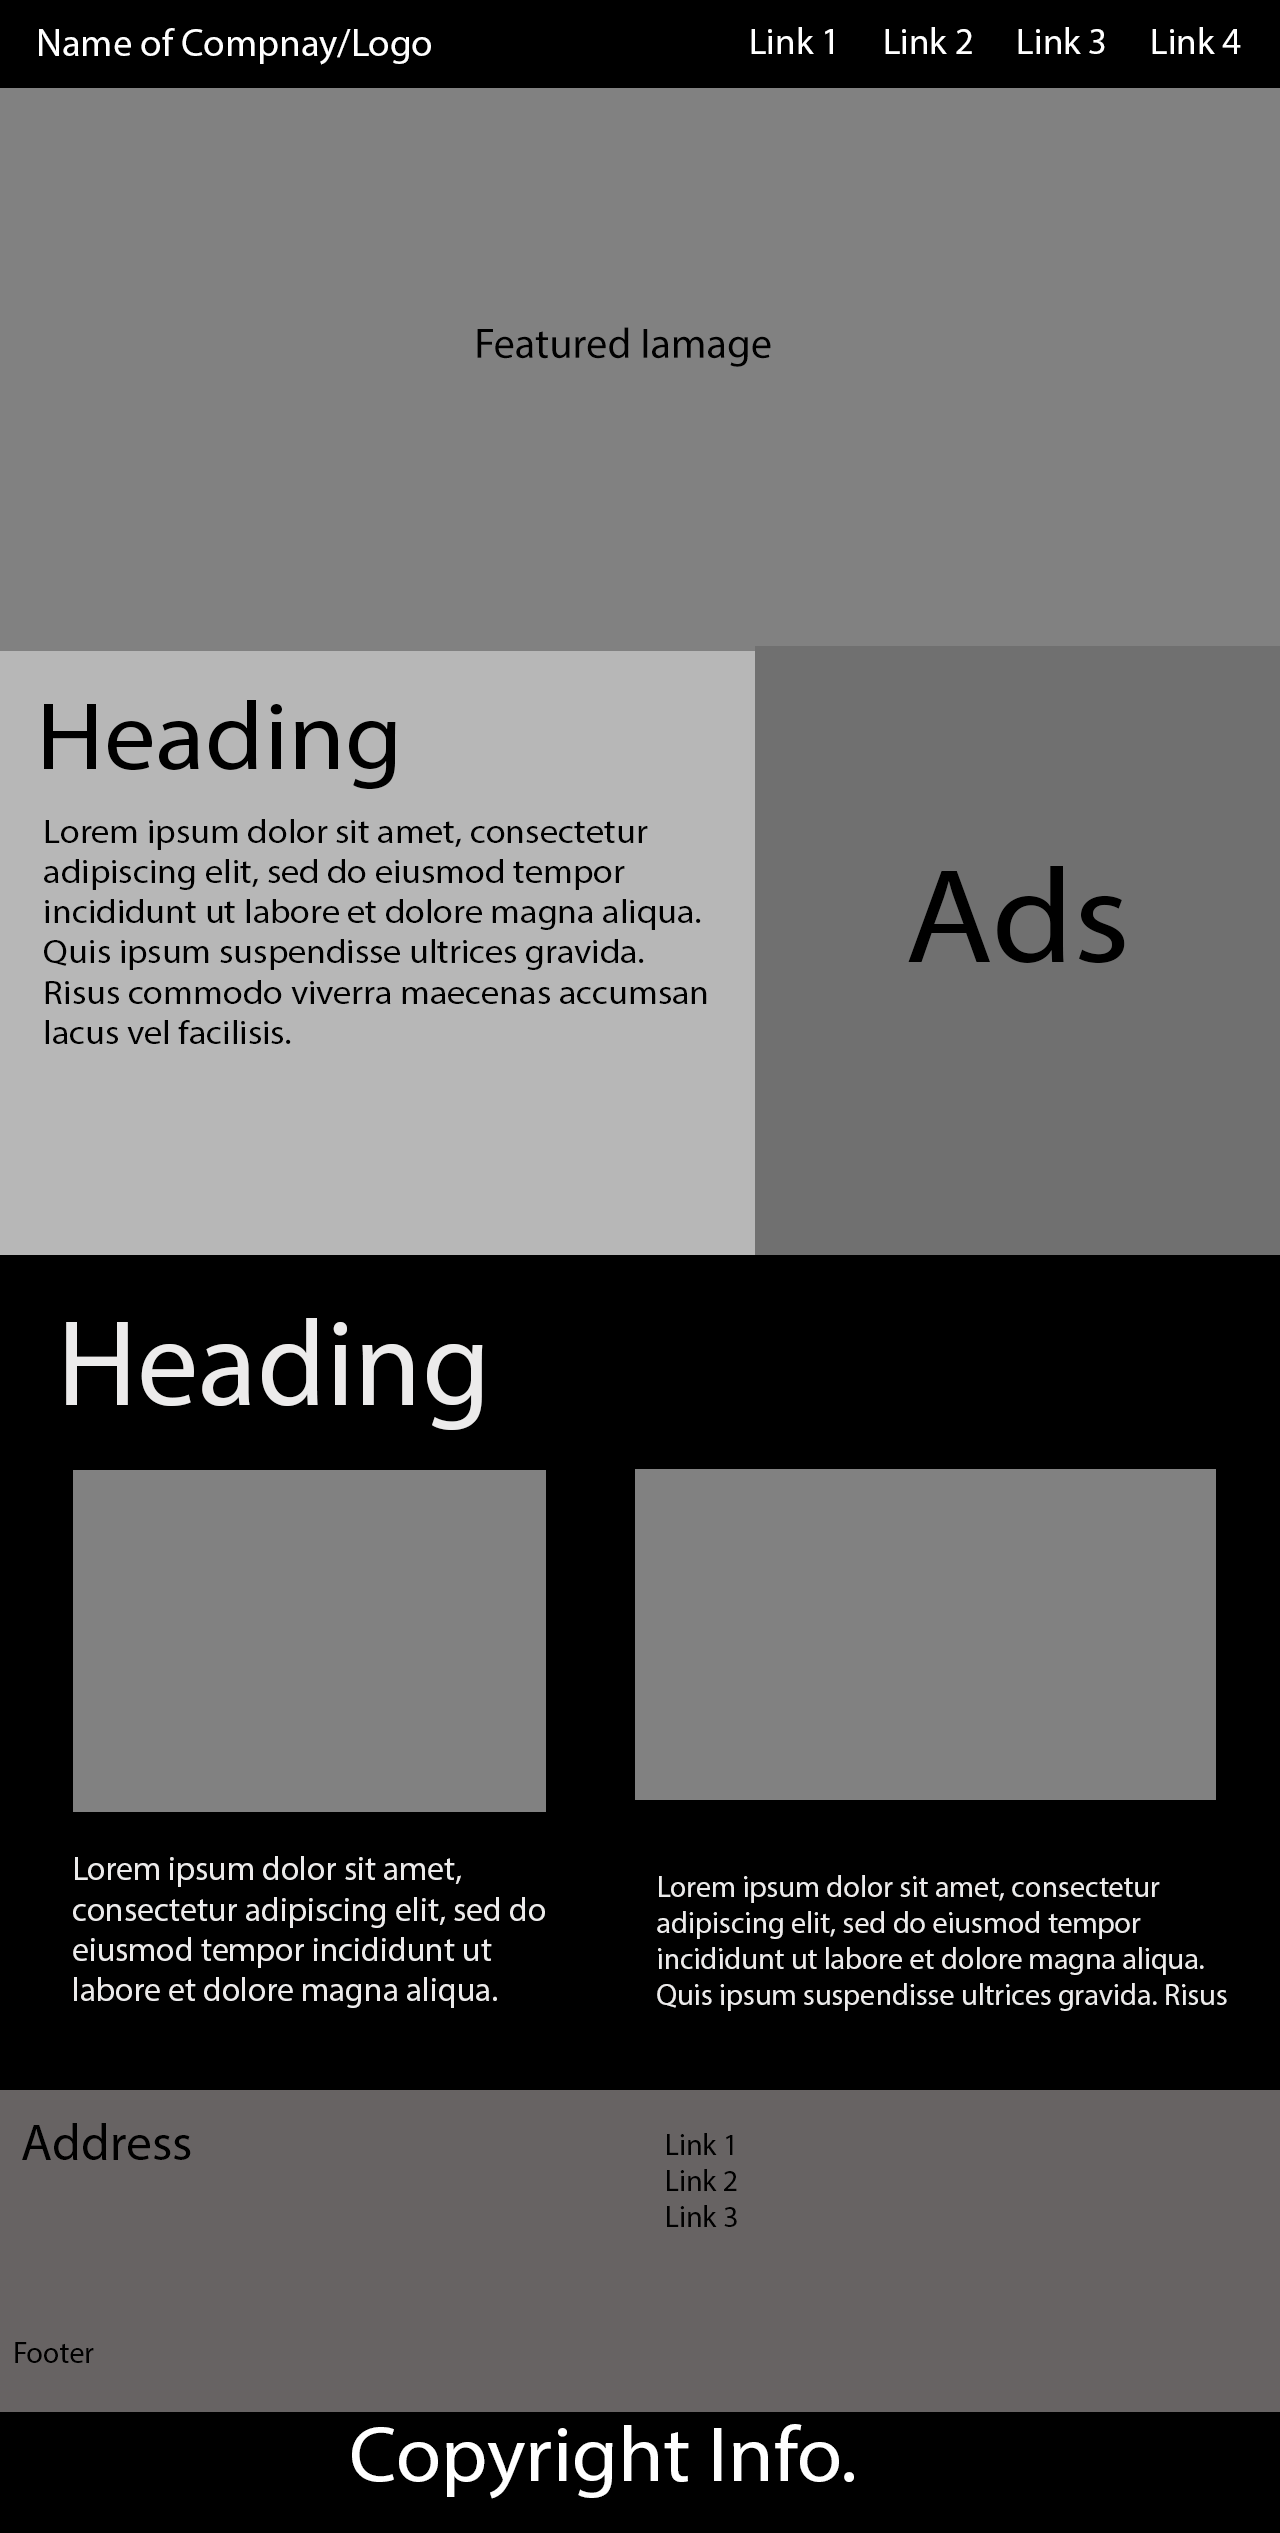 Name of Compnay/Logo
Link 1 Link 2 Link 3 Link 4
Featured Iamage
Heading
Lorem ipsum dolor sit amet, consectetur
adipiscing elit, sed do eiusmod tempor
incididunt ut labore et dolore magna aliqua.
Quis ipsum suspendisse ultrices gravida.
Risus commodo viverra maecenas accumsan
lacus vel facilisis.
Ads
Heading
Lorem ipsum dolor sit amet,
consectetur adipiscing elit, sed do
eiusmod tempor incididunt ut
labore et dolore magna aliqua.
Lorem ipsum dolor sit amet, consectetur
adipiscing elit, sed do eiusmod tempor
incididunt ut labore et dolore magna aliqua.
Quis ipsum suspendisse ultrices gravida. Risus
Address
Link 1
Link 2
Link 3
Footer
Copyright Info.